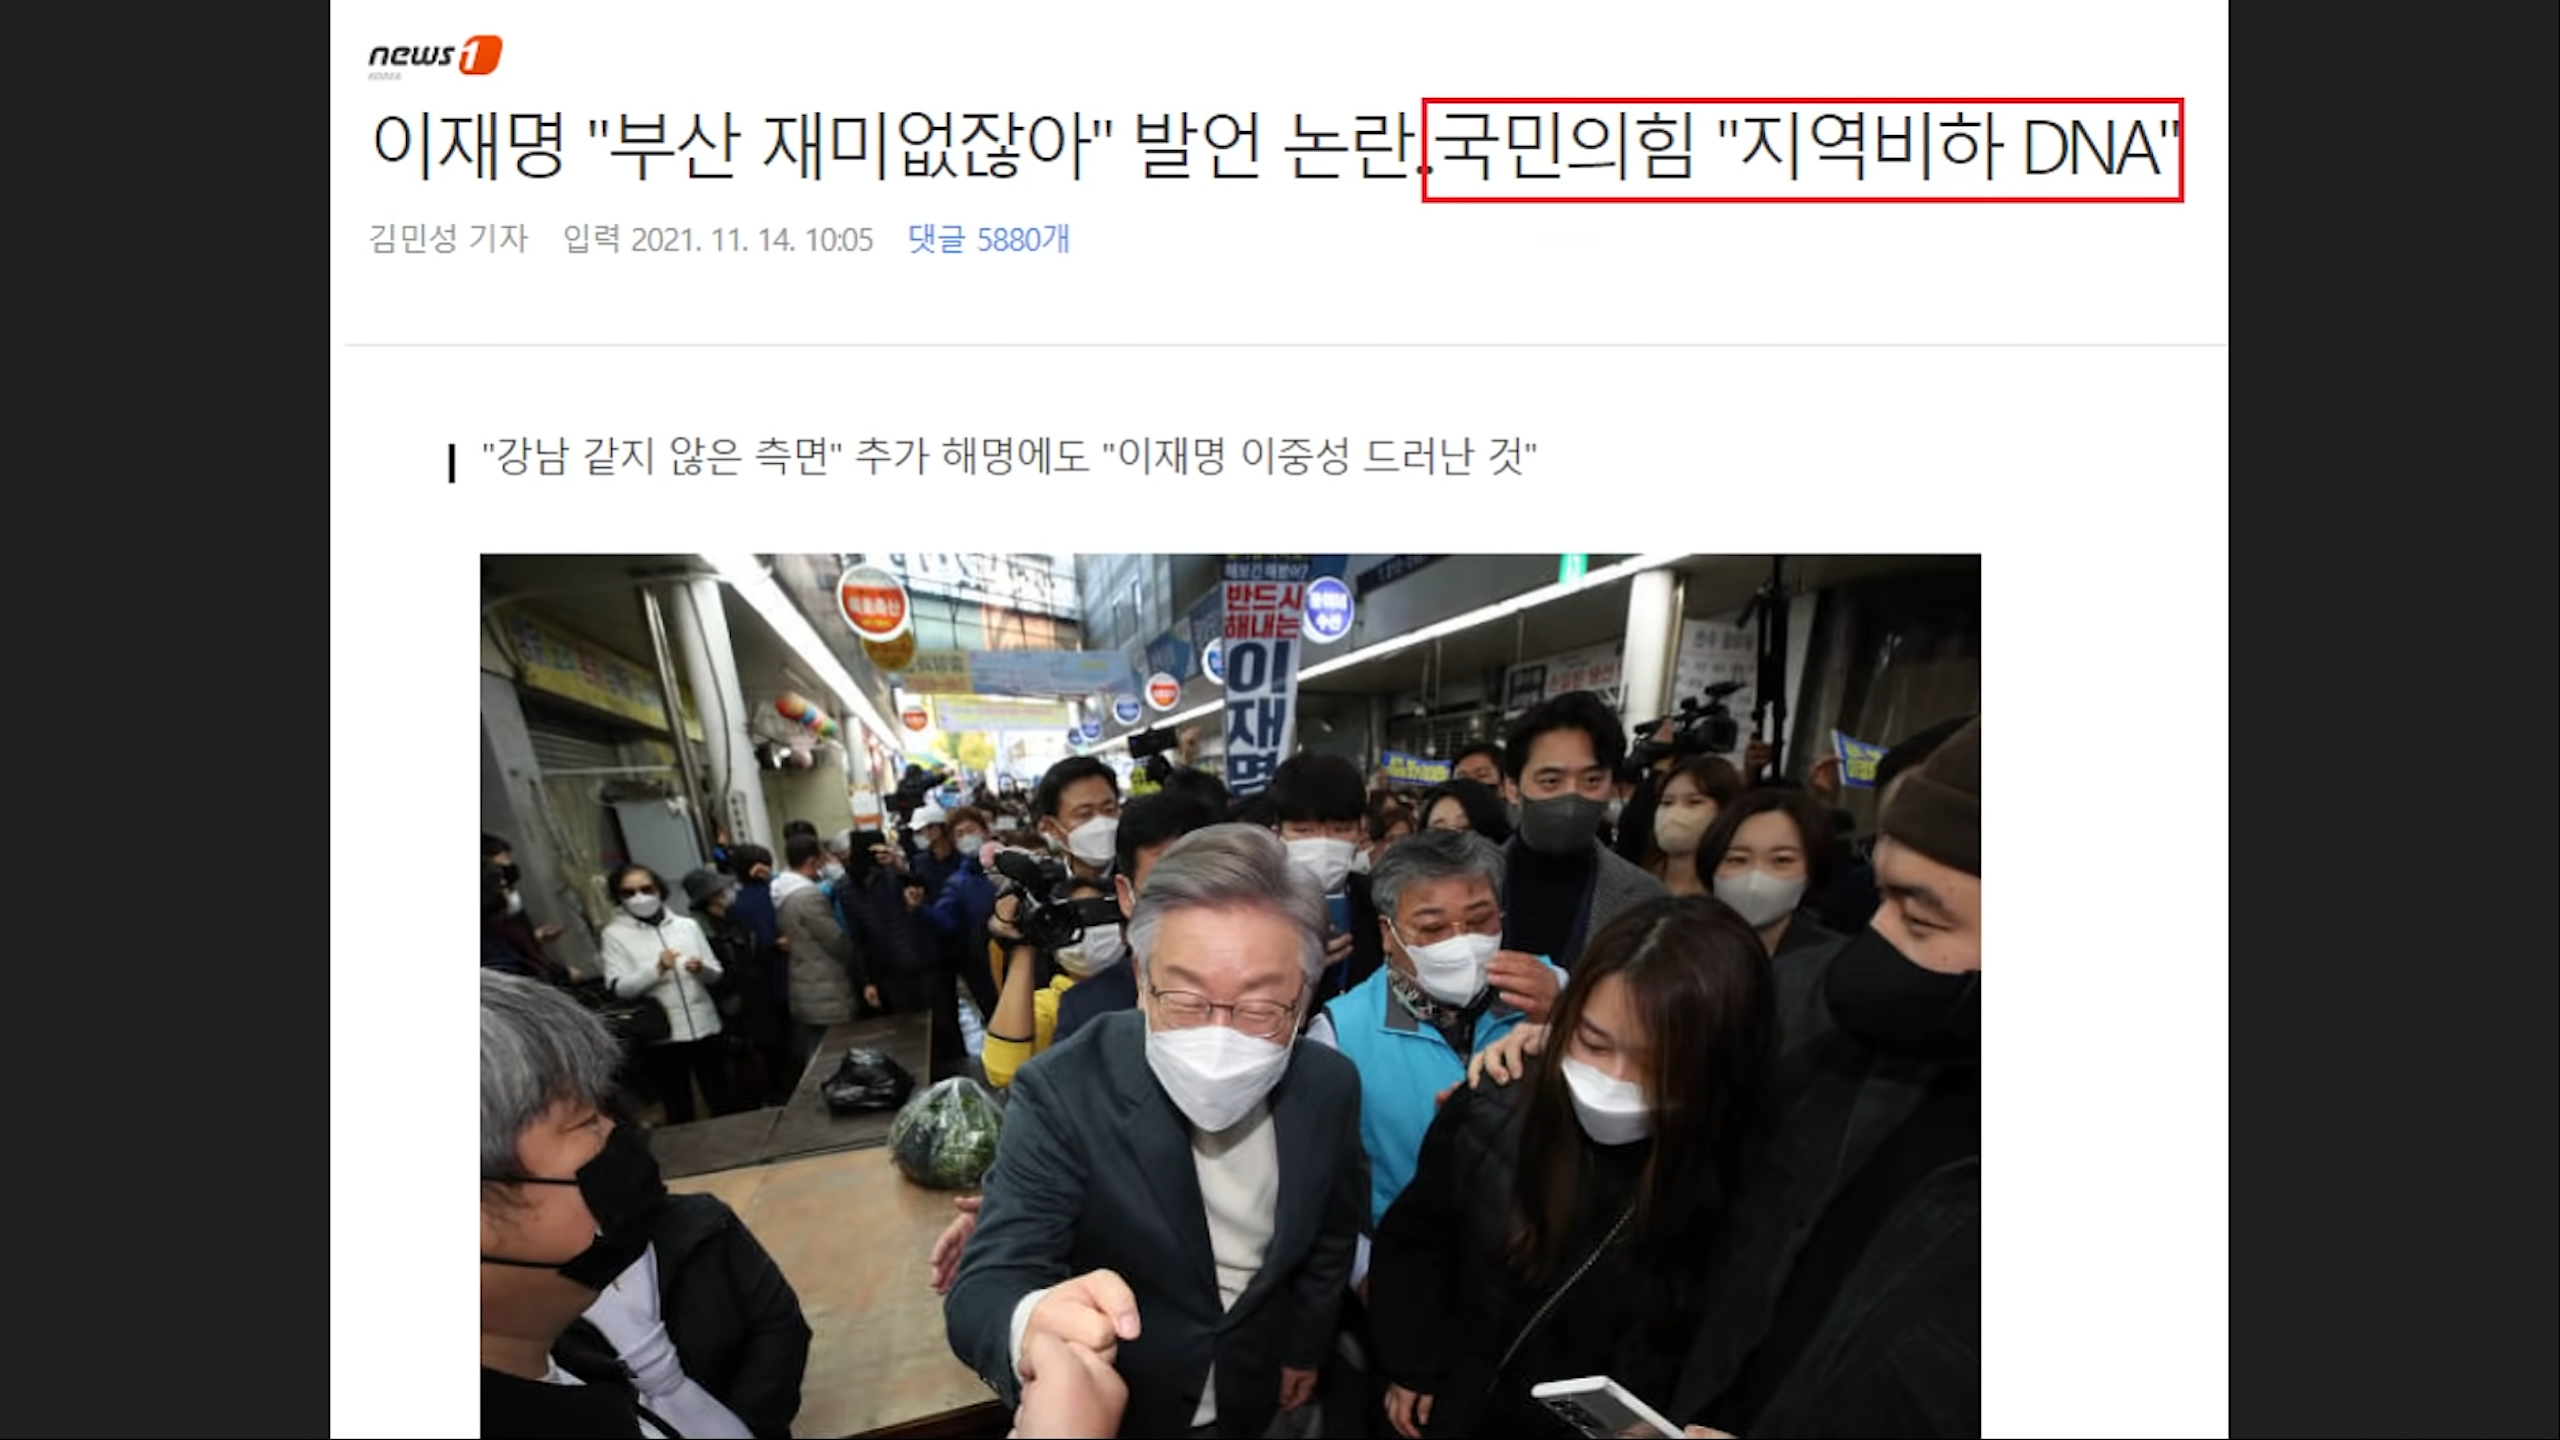 news1
KOREA
이재명 "부산 재미없잖아" 발언 논란..국민의힘 "지역비하 DNA"
김민성 기자 입력 2021. 11. 14. 10:05 댓글 5880개
"강남 같지 않은 측면" 추가 해명에도 "이재명 이중성 드러난 것"
반드시
해내는
이재명